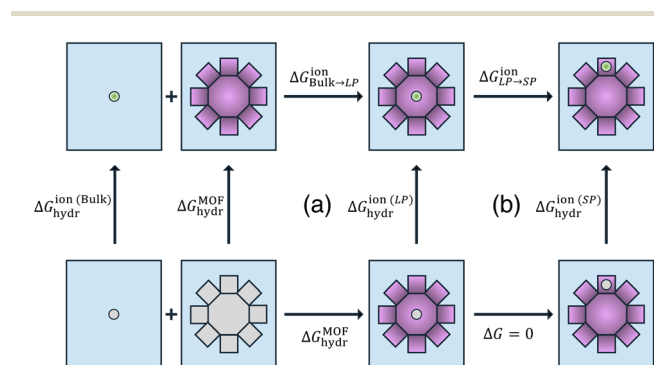 +
ΔG^ion_Bulk→LP
ΔG^ion_LP→SP
ΔG^ion (Bulk)_hydr
ΔG^MOF_hydr
(a)
ΔG^ion (LP)_hydr
(b)
ΔG^ion (SP)_hydr
+
ΔG^MOF_hydr
ΔG = 0